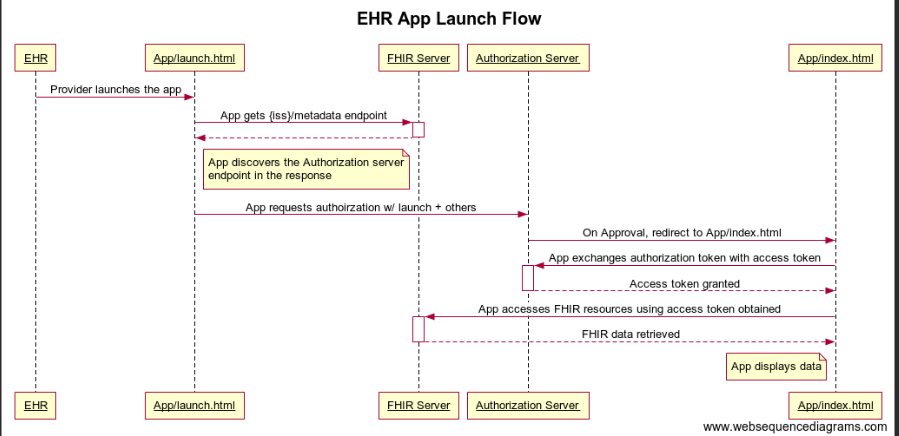 EHR App Launch Flow
EHR
App/launch.html
FHIR Server
Authorization Server
App/index.html
Provider launches the app
App gets {iss}/metadata endpoint
App discovers the Authorization server
endpoint in the response
App requests authoirzation w/ launch + others
On Approval, redirect to App/index.html
App exchanges authorization token with access token
Access token granted
App accesses FHIR resources using access token obtained
FHIR data retrieved
App displays data
EHR
App/launch.html
FHIR Server
Authorization Server
App/index.html
www.websequencediagrams.com